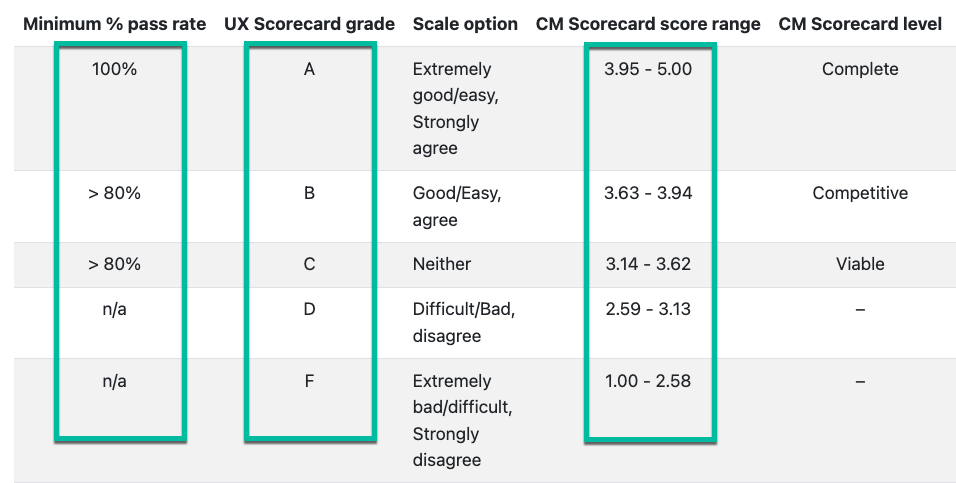 Minimum % pass rate UX Scorecard grade Scale option CM Scorecard score range CM Scorecard level
100% A Extremely 3.95 - 5.00 Complete
good/easy,
Strongly
agree
> 80% B Good/Easy, 3.63 - 3.94 Competitive
agree
> 80% C Neither 3.14 - 3.62 Viable
n/a D Difficult/Bad, 2.59 - 3.13 –
disagree
n/a F Extremely 1.00 - 2.58 –
bad/difficult,
Strongly
disagree